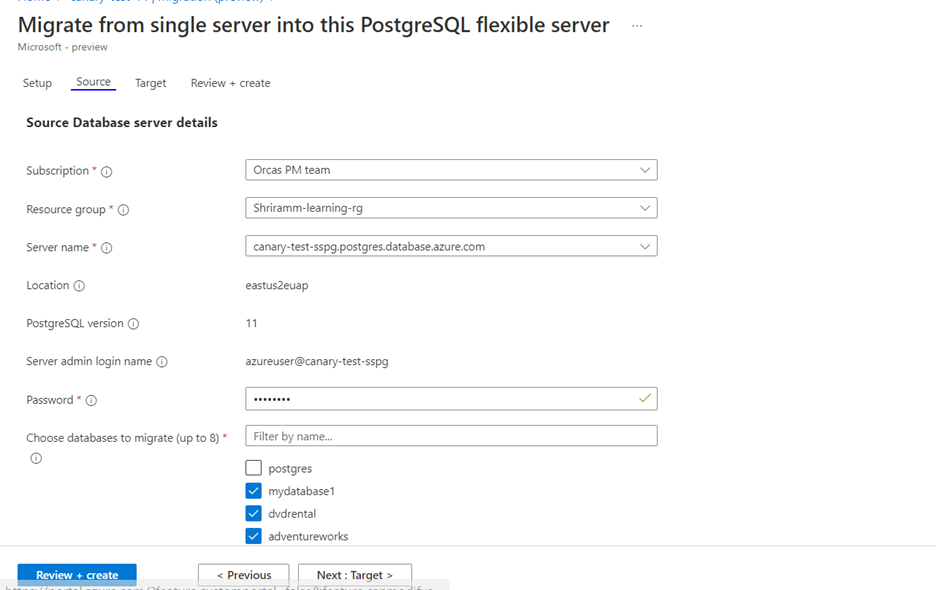 Migrate from single server into this PostgreSQL flexible server ...
Microsoft - preview
Setup Source Target Review + create
Source Database server details
Subscription * Orcas PM team
Resource group * Shriramm-learning-rg
Server name * canary-test-sspg.postgres.database.azure.com
Location eastus2euap
PostgreSQL version 11
Server admin login name azureuser@canary-test-sspg
Password * ••••••••
Choose databases to migrate (up to 8) * Filter by name...
postgres
mydatabase1
dvdrental
adventureworks
Review + create < Previous Next : Target >